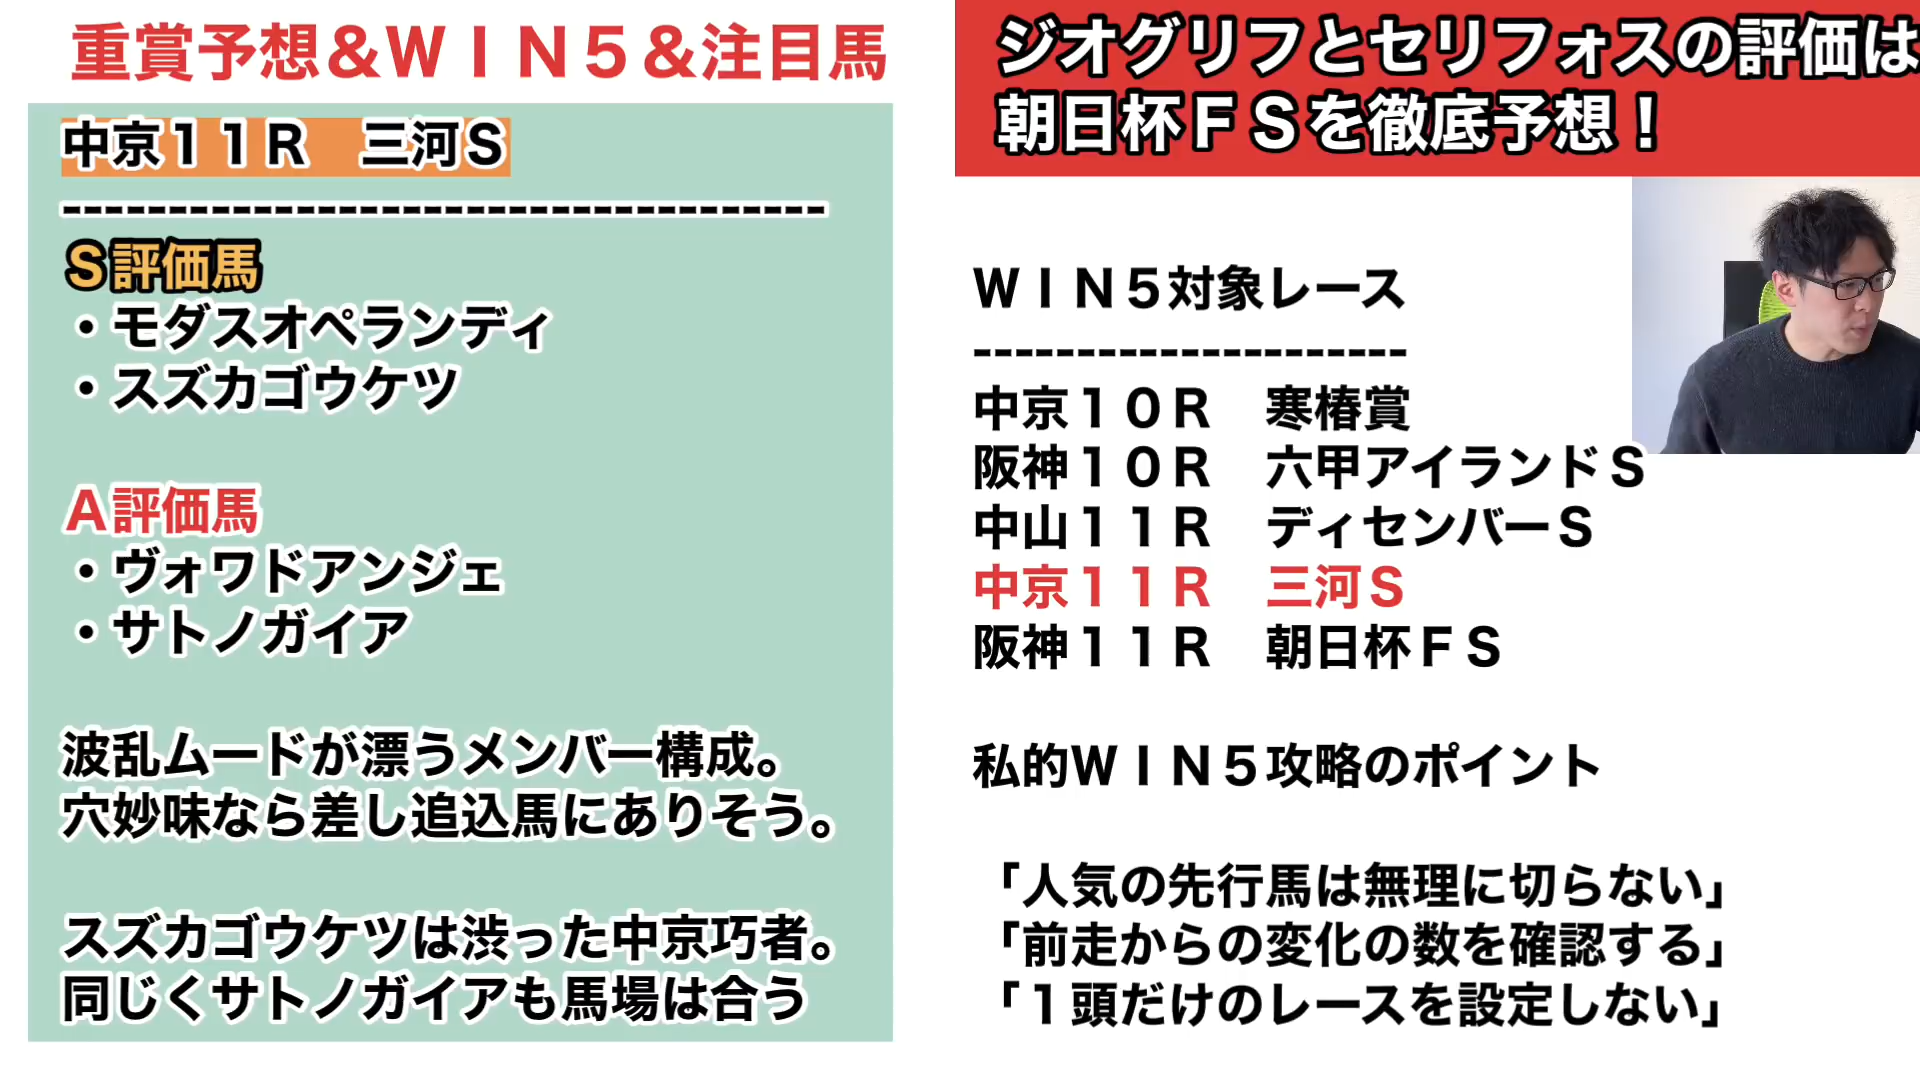 重賞予想＆ＷＩＮ５＆注目馬
中京１１Ｒ　三河Ｓ
-------------------------------------
Ｓ評価馬
・モダスオペランディ
・スズカゴウケツ
Ａ評価馬
・ヴォワドアンジェ
・サトノガイア
波乱ムードが漂うメンバー構成。
穴妙味なら差し追込馬にありそう。
スズカゴウケツは渋った中京巧者。
同じくサトノガイアも馬場は合う
ジオグリフとセリフォスの評価は
朝日杯ＦＳを徹底予想！
ＷＩＮ５対象レース
---------------------
中京１０Ｒ　寒椿賞
阪神１０Ｒ　六甲アイランドＳ
中山１１Ｒ　ディセンバーＳ
中京１１Ｒ　三河Ｓ
阪神１１Ｒ　朝日杯ＦＳ
私的ＷＩＮ５攻略のポイント
「人気の先行馬は無理に切らない」
「前走からの変化の数を確認する」
「１頭だけのレースを設定しない」